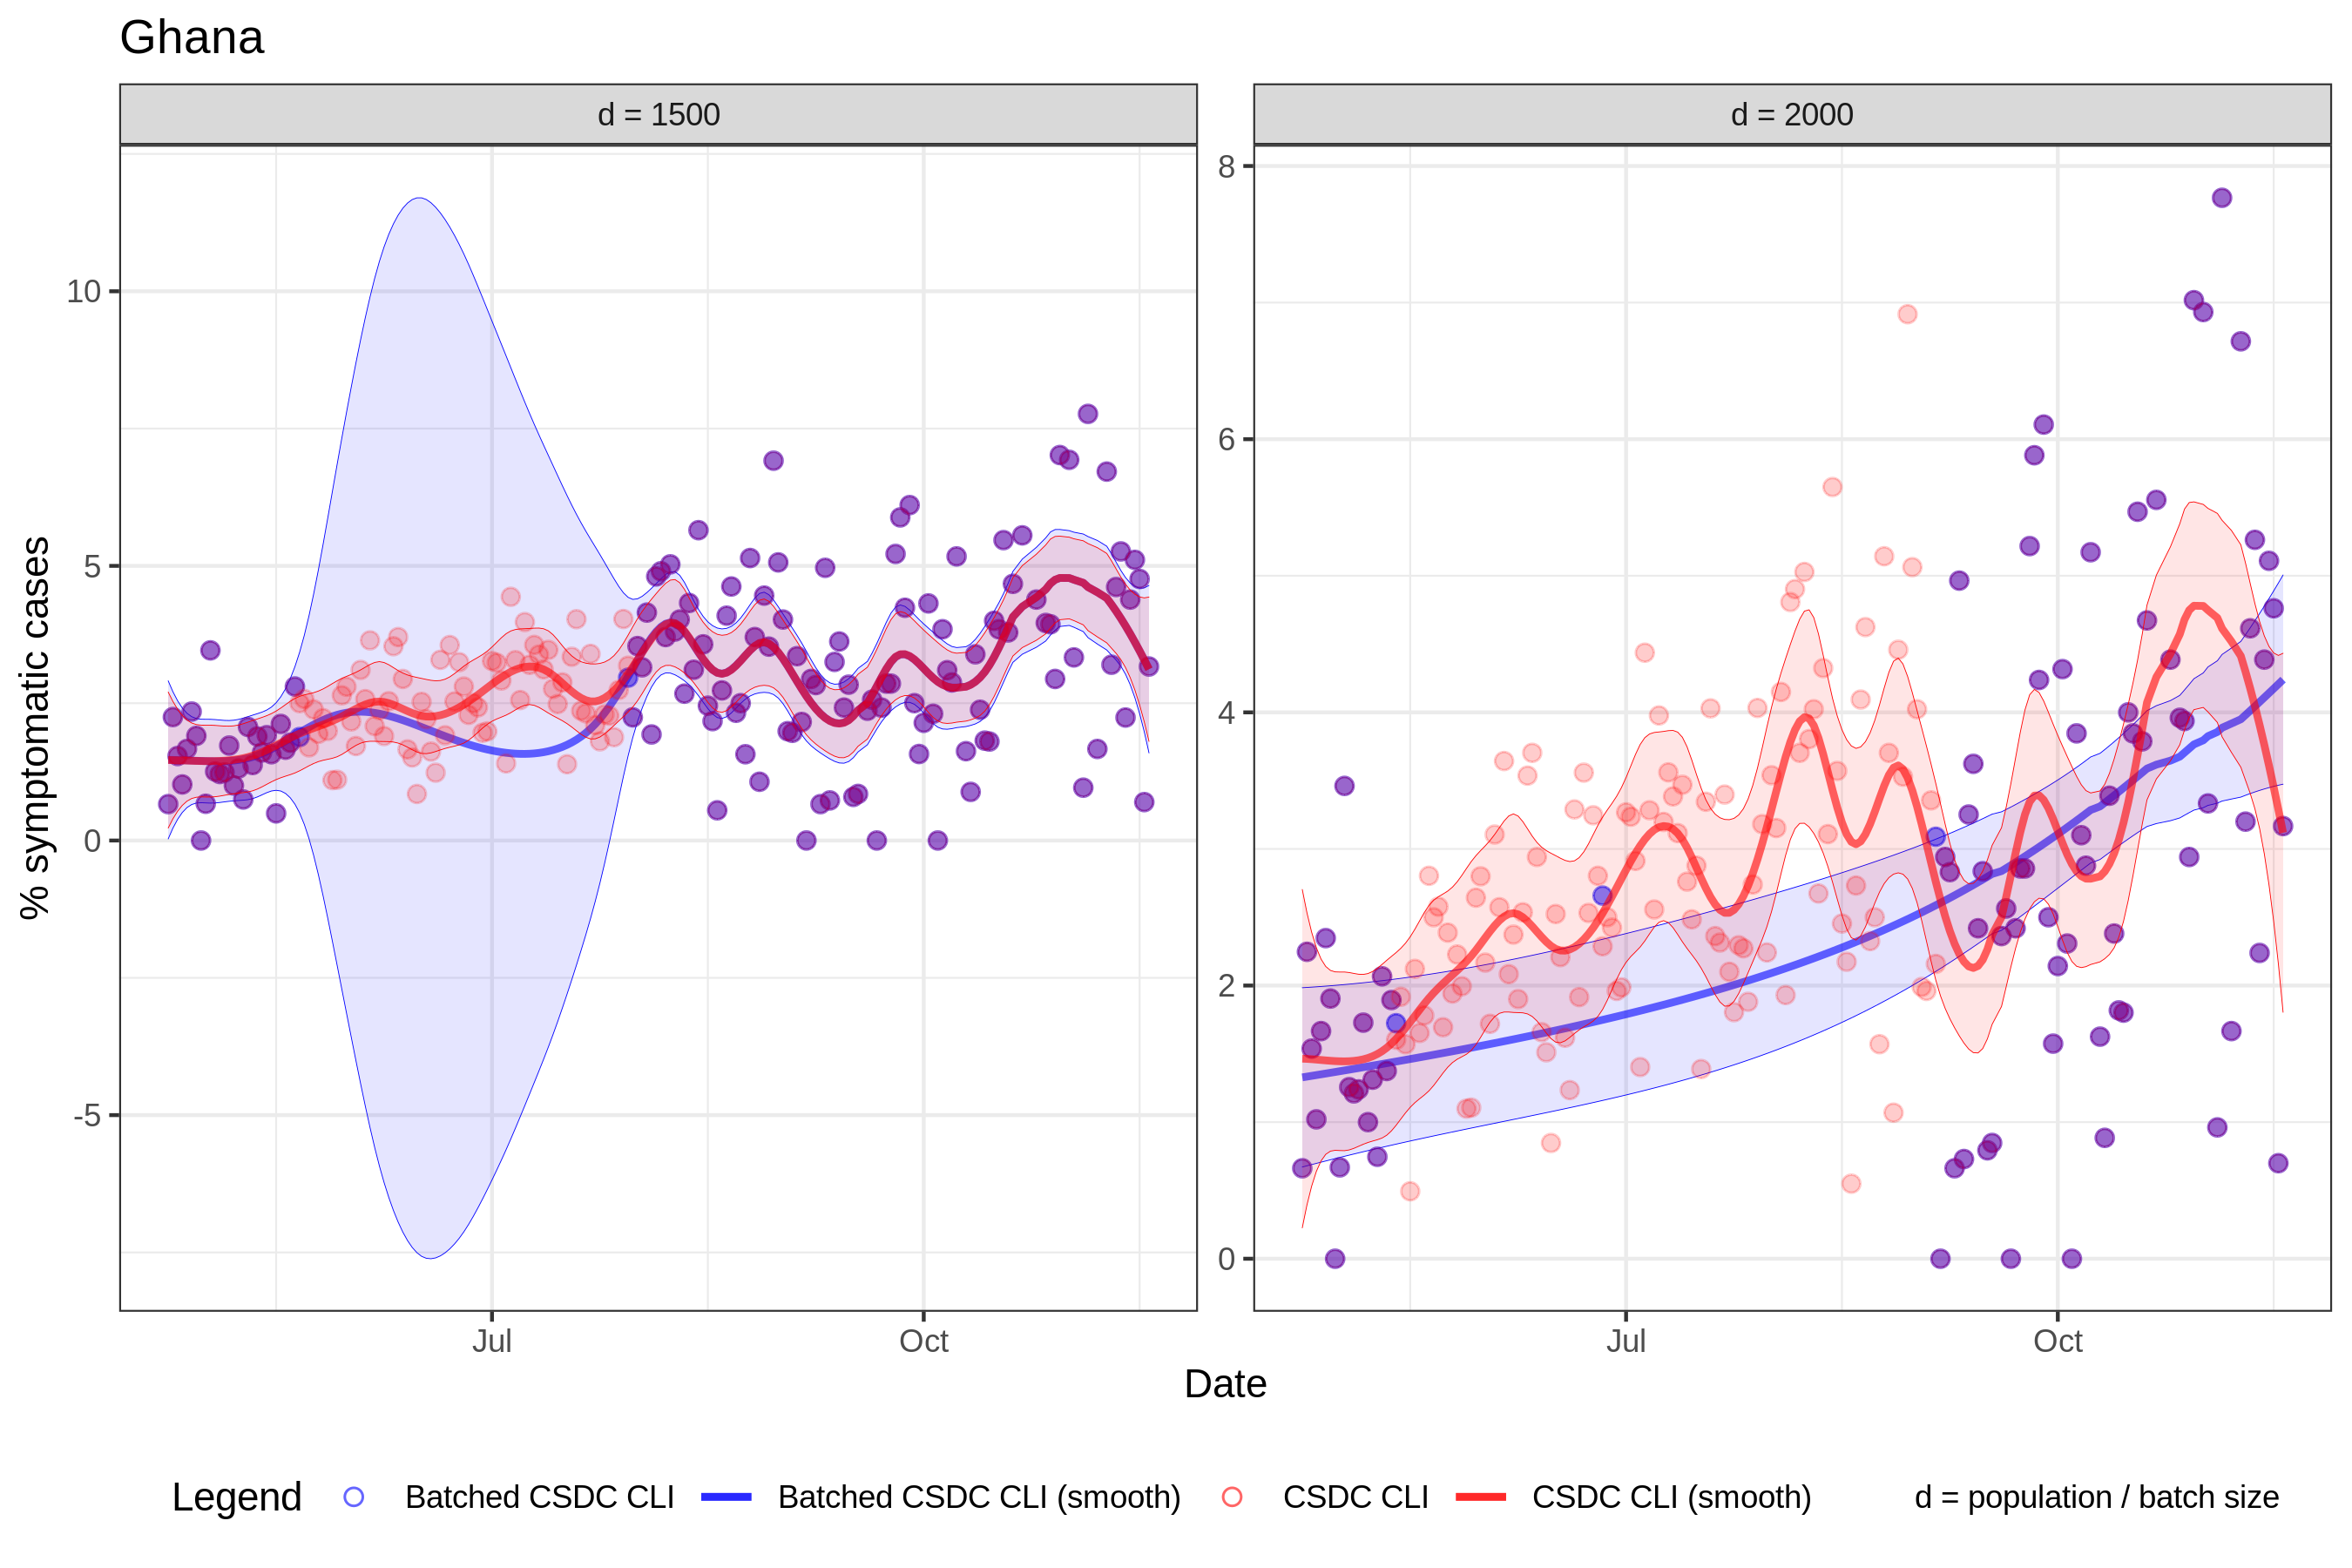 Ghana
d = 1500
d = 2000
% symptomatic cases
10
5
0
-5
8
6
4
2
0
Jul
Oct
Jul
Oct
Date
Legend
Batched CSDC CLI
Batched CSDC CLI (smooth)
CSDC CLI
CSDC CLI (smooth)
d = population / batch size